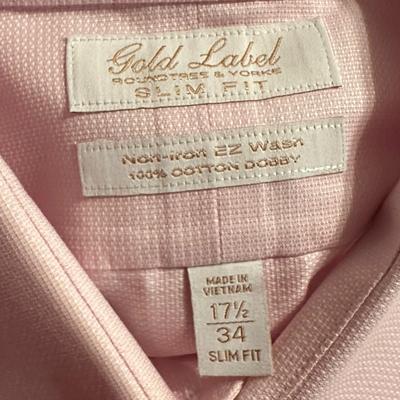 Gold Label
ROUNDTREE & YORKE
SLIM FIT
Non-Iron EZ Wash
100% COTTON DOBBY
MADE IN
VIETNAM
17½
34
SLIM FIT